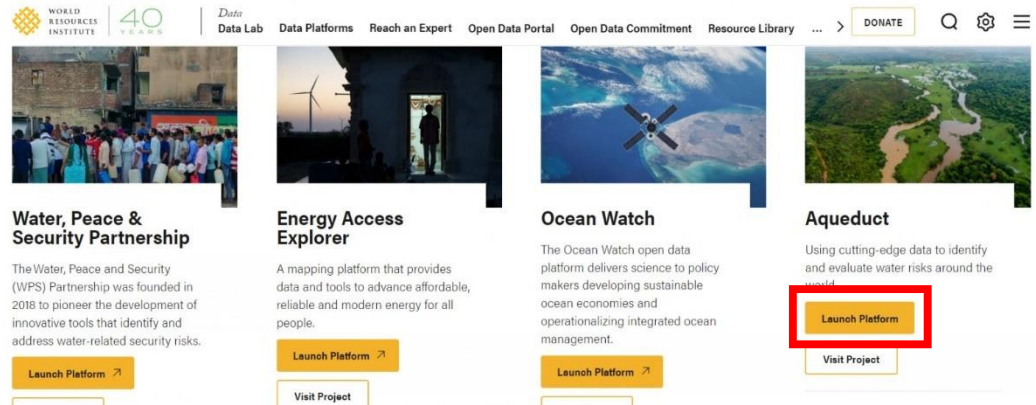 WORLD
RESOURCES
INSTITUTE
40
YEARS
Data
Data Lab Data Platforms Reach an Expert Open Data Portal Open Data Commitment Resource Library ... > DONATE
Water, Peace &
Security Partnership
The Water, Peace and Security
(WPS) Partnership was founded in
2018 to pioneer the development of
innovative tools that identify and
address water-related security risks.
Launch Platform ↗
Energy Access
Explorer
A mapping platform that provides
data and tools to advance affordable,
reliable and modern energy for all
people.
Launch Platform ↗
Visit Project
Ocean Watch
The Ocean Watch open data
platform delivers science to policy
makers developing sustainable
ocean economies and
operationalizing integrated ocean
management.
Launch Platform ↗
Aqueduct
Using cutting-edge data to identify
and evaluate water risks around the
world.
Launch Platform
Visit Project